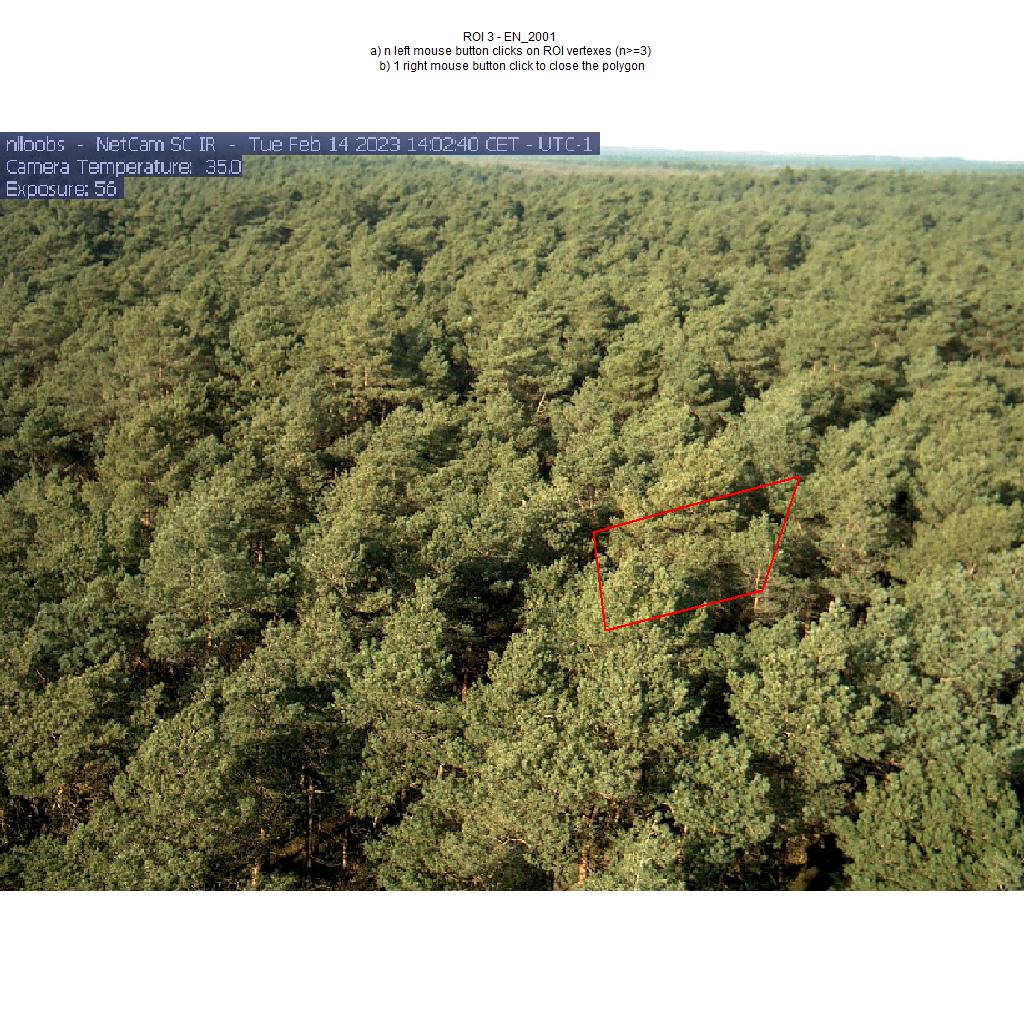 ROI 3 - EN_2001
a) n left mouse button clicks on ROI vertexes (n>=3)
b) 1 right mouse button click to close the polygon
nlloobs - NetCam SC IR - Tue Feb 14 2023 14:02:40 CET - UTC-1
Camera Temperature: 35.0
Exposure: 56